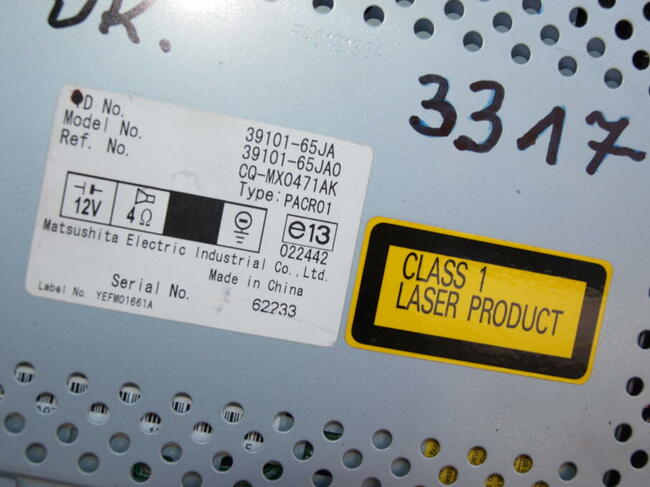 OK.
3317
ID No. 39101-65JA
Model No. 39101-65JA0
Ref. No. CQ-MX0471AK
Type: PACR01
12V 4Ω e13
022442
Matsushita Electric Industrial Co., Ltd.
Made in China
Serial No. 62233
Label No. YEFM01661A
CLASS 1
LASER PRODUCT